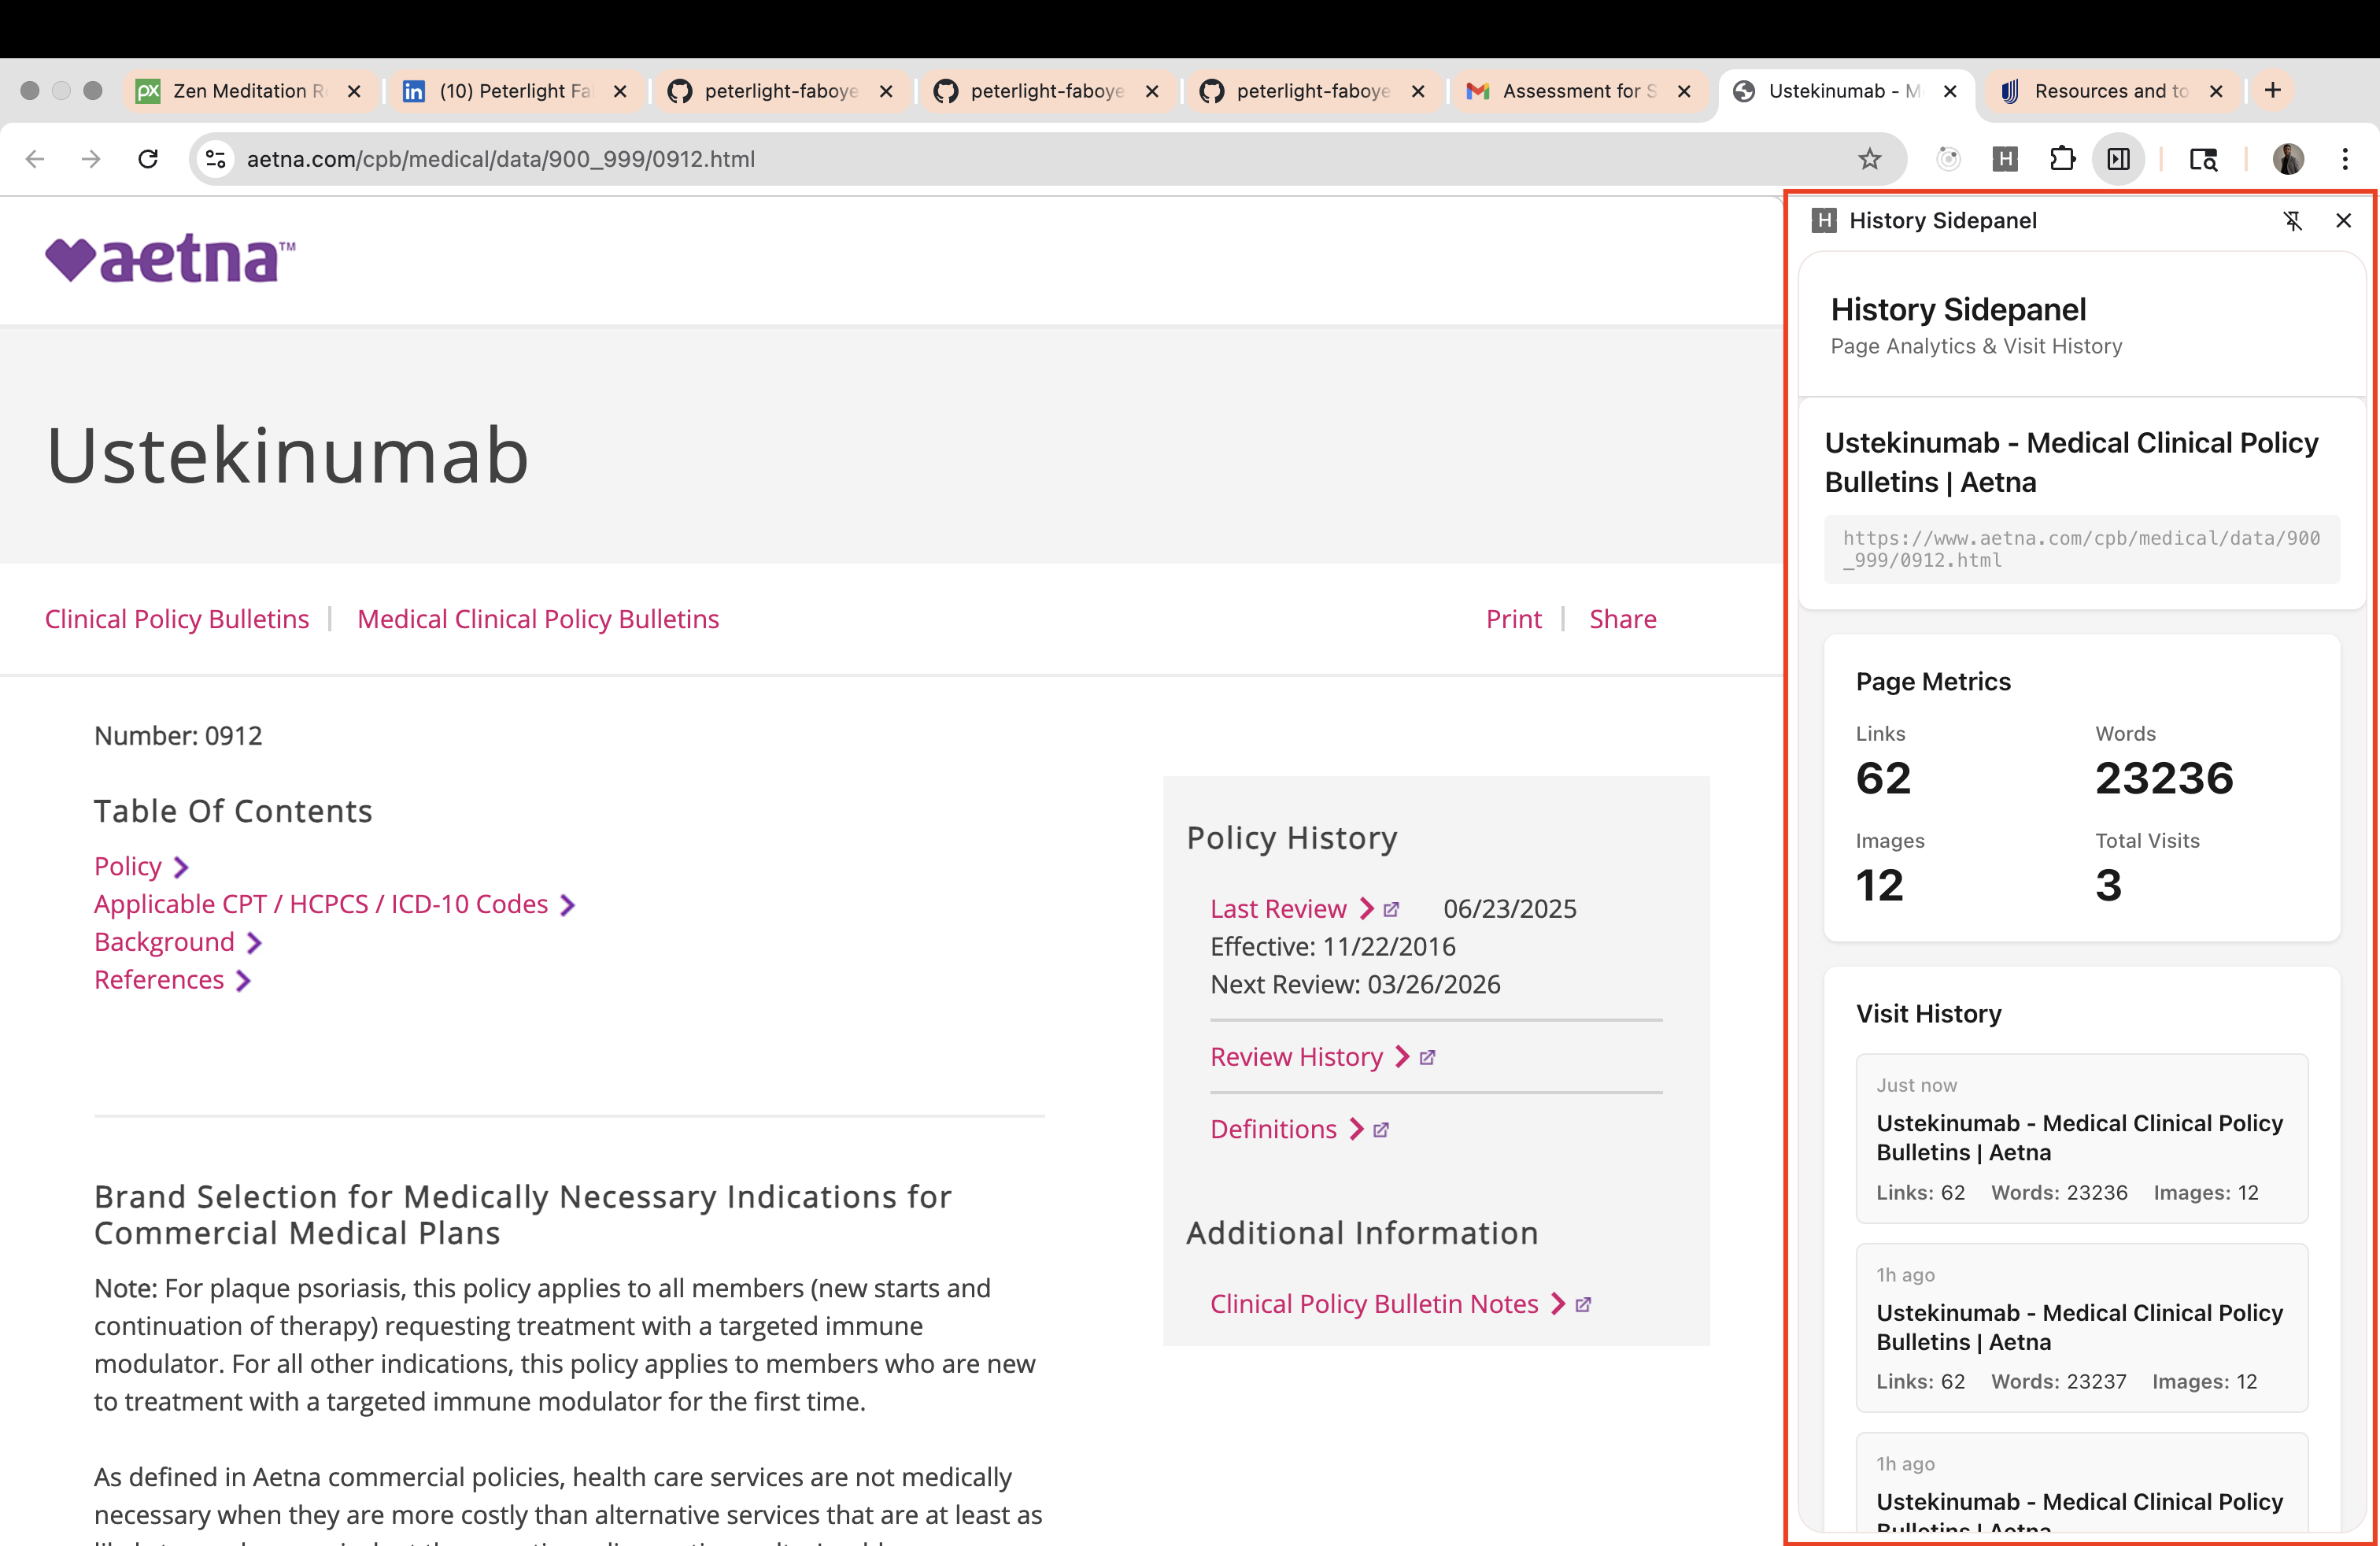 Zen Meditation R
(10) Peterlight Fa
peterlight-faboye
peterlight-faboye
peterlight-faboye
Assessment for S
Ustekinumab - M
Resources and to
aetna.com/cpb/medical/data/900_999/0912.html
aetna™
Ustekinumab
Clinical Policy Bulletins | Medical Clinical Policy Bulletins
Print | Share
Number: 0912
Table Of Contents
Policy
Applicable CPT / HCPCS / ICD-10 Codes
Background
References
Brand Selection for Medically Necessary Indications for
Commercial Medical Plans
Note: For plaque psoriasis, this policy applies to all members (new starts and
continuation of therapy) requesting treatment with a targeted immune
modulator. For all other indications, this policy applies to members who are new
to treatment with a targeted immune modulator for the first time.
As defined in Aetna commercial policies, health care services are not medically
necessary when they are more costly than alternative services that are at least as
Policy History
Last Review 06/23/2025
Effective: 11/22/2016
Next Review: 03/26/2026
Review History
Definitions
Additional Information
Clinical Policy Bulletin Notes
H History Sidepanel
History Sidepanel
Page Analytics & Visit History
Ustekinumab - Medical Clinical Policy
Bulletins | Aetna
https://www.aetna.com/cpb/medical/data/900
_999/0912.html
Page Metrics
Links Words
62 23236
Images Total Visits
12 3
Visit History
Just now
Ustekinumab - Medical Clinical Policy
Bulletins | Aetna
Links: 62 Words: 23236 Images: 12
1h ago
Ustekinumab - Medical Clinical Policy
Bulletins | Aetna
Links: 62 Words: 23237 Images: 12
1h ago
Ustekinumab - Medical Clinical Policy
Bulletins | Aetna